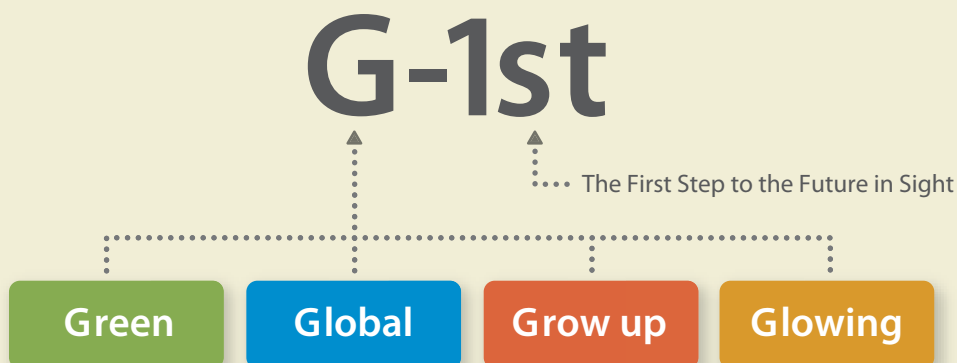 G-1st
The First Step to the Future in Sight
Green Global Grow up Glowing